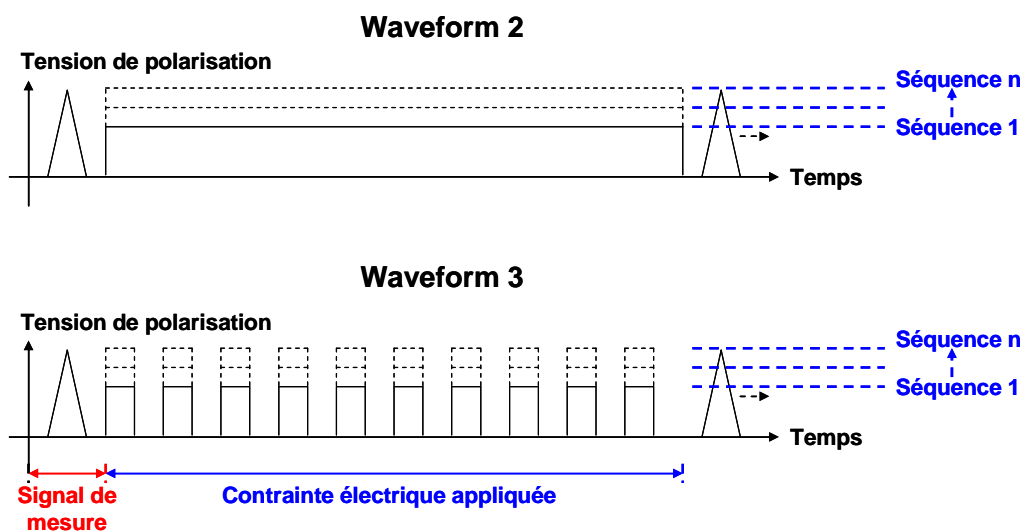 Waveform 2
Tension de polarisation
Séquence n
Séquence 1
Temps
Waveform 3
Tension de polarisation
Séquence n
Séquence 1
Temps
Signal de
mesure
Contrainte électrique appliquée